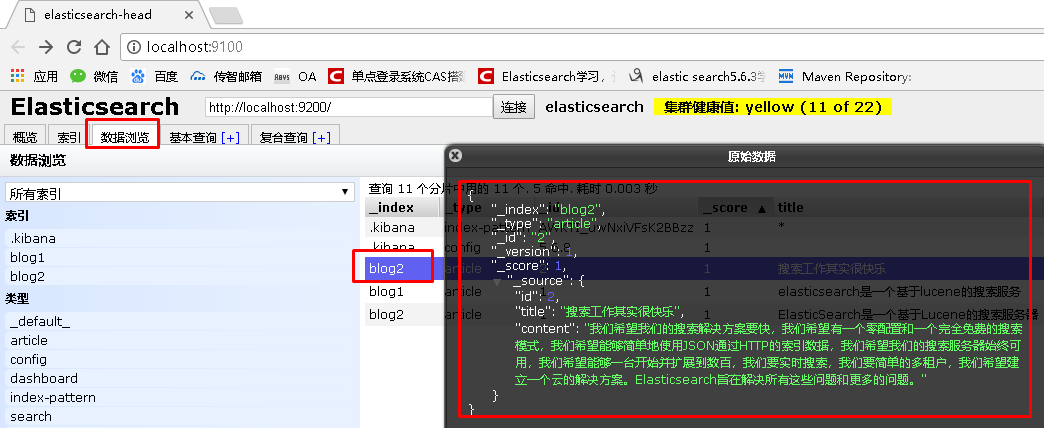 elasticsearch-head
localhost:9100
应用 微信 百度 传智邮箱 OA 单点登录系统CAS搭 Elasticsearch学习，
elastic search5.6.3学 Maven Repository:
Elasticsearch http://localhost:9200/ 连接 elasticsearch 集群健康值: yellow (11 of 22)
概览 索引 数据浏览 基本查询 [+] 复合查询 [+]
数据浏览
所有索引
索引
.kibana
blog1
blog2
类型
_default_
article
config
dashboard
index-pattern
search
查询 11 个分片中用的 11 个. 5 命中. 耗时 0.003 秒
_index _type _score ▲ title
.kibana index-pattern 1 *
.kibana config 1
blog2 article 1 搜索工作其实很快乐
blog1 article 1 elasticsearch是一个基于lucene的搜索服务
blog2 article 1 ElasticSearch是一个基于Lucene的搜索服务器
原始数据
{
"_index": "blog2",
"_type": "article",
"_id": "2",
"_version": 1,
"_score": 1,
"_source": {
"id": 2,
"title": "搜索工作其实很快乐",
"content": "我们希望我们的搜索解决方案要快，我们希望有一个零配置和一个完全免费的搜索
模式，我们希望能够简单地使用JSON通过HTTP的索引数据，我们希望我们的搜索服务器始终可
用，我们希望能够一台开始并扩展到数百，我们要实时搜索，我们要简单的多租户，我们希望建
立一个云的解决方案。Elasticsearch旨在解决所有这些问题和更多的问题。"
}
}